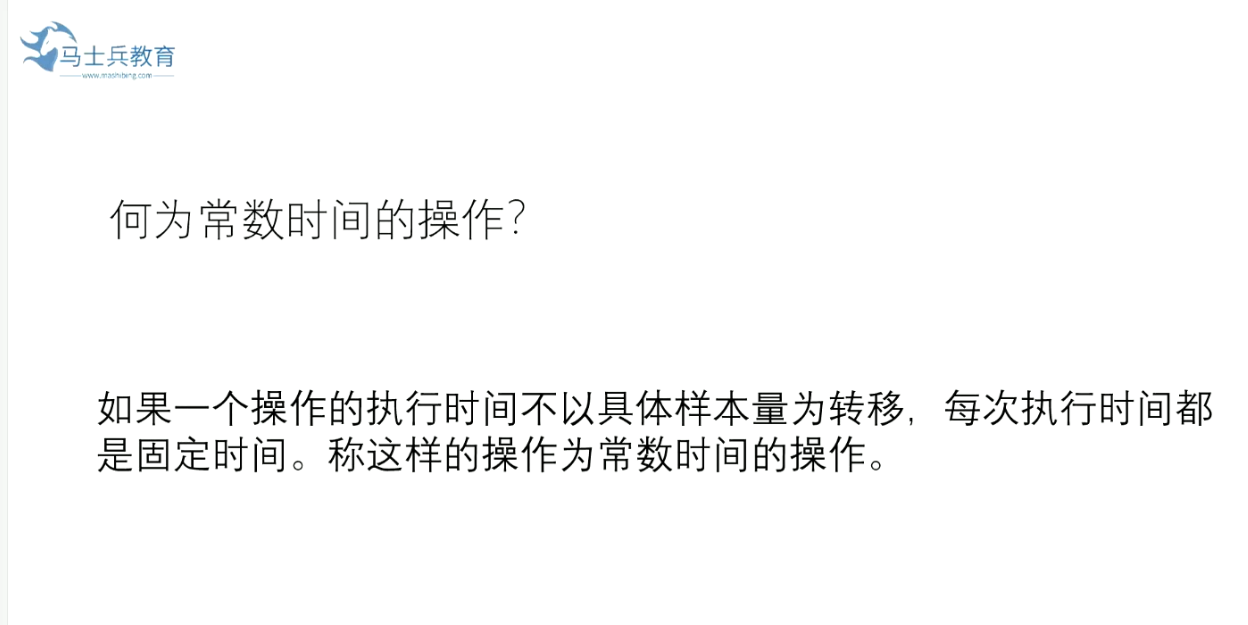 马士兵教育
www.mashibing.com
何为常数时间的操作?
如果一个操作的执行时间不以具体样本量为转移，每次执行时间都
是固定时间。称这样的操作为常数时间的操作。